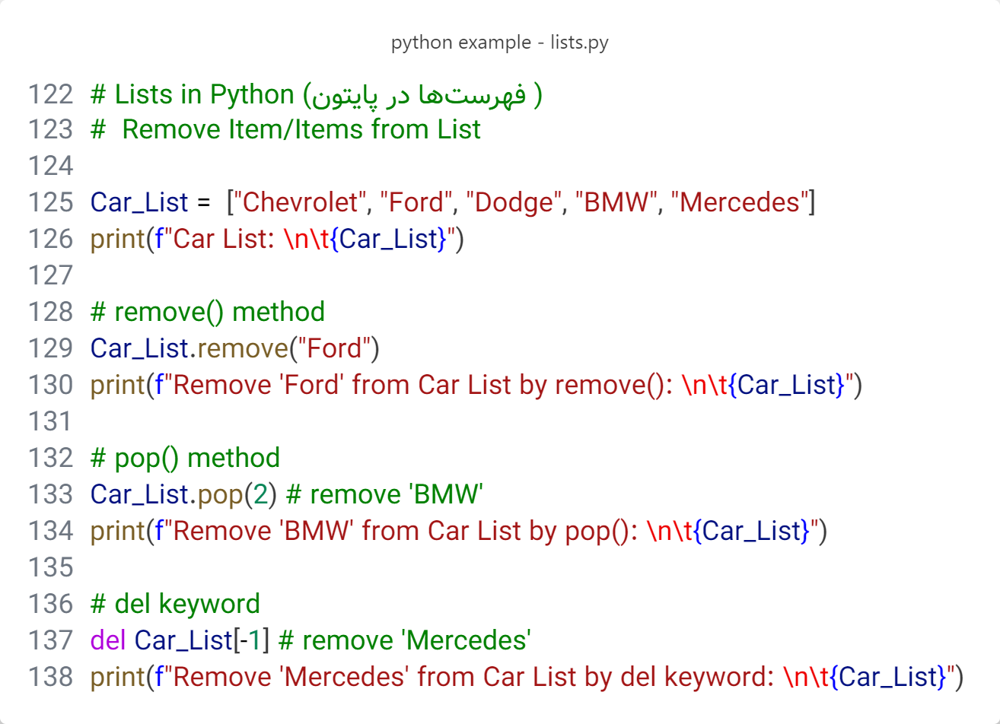 python example - lists.py
122 # Lists in Python (فهرست‌ها در پایتون )
123 #  Remove Item/Items from List
124
125 Car_List =  ["Chevrolet", "Ford", "Dodge", "BMW", "Mercedes"]
126 print(f"Car List: \n\t{Car_List}")
127
128 # remove() method
129 Car_List.remove("Ford")
130 print(f"Remove 'Ford' from Car List by remove(): \n\t{Car_List}")
131
132 # pop() method
133 Car_List.pop(2) # remove 'BMW'
134 print(f"Remove 'BMW' from Car List by pop(): \n\t{Car_List}")
135
136 # del keyword
137 del Car_List[-1] # remove 'Mercedes'
138 print(f"Remove 'Mercedes' from Car List by del keyword: \n\t{Car_List}")